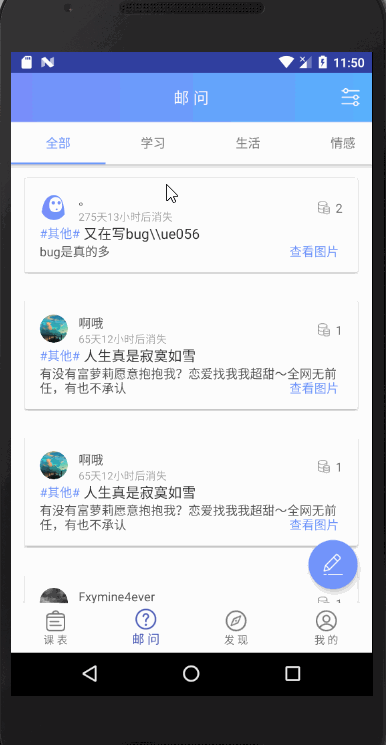 11:50
邮 问
全部 学习 生活 情感
。 2
275天13小时后消失
#其他# 又在写bug\\ue056
bug是真的多 查看图片
啊哦 1
65天12小时后消失
#其他# 人生真是寂寞如雪
有没有富萝莉愿意抱抱我？恋爱找我我超甜～全网无前
任，有也不承认 查看图片
啊哦 1
65天12小时后消失
#其他# 人生真是寂寞如雪
有没有富萝莉愿意抱抱我？恋爱找我我超甜～全网无前
任，有也不承认 查看图片
Fxymine4ever 1
课 表 邮 问 发 现 我 的